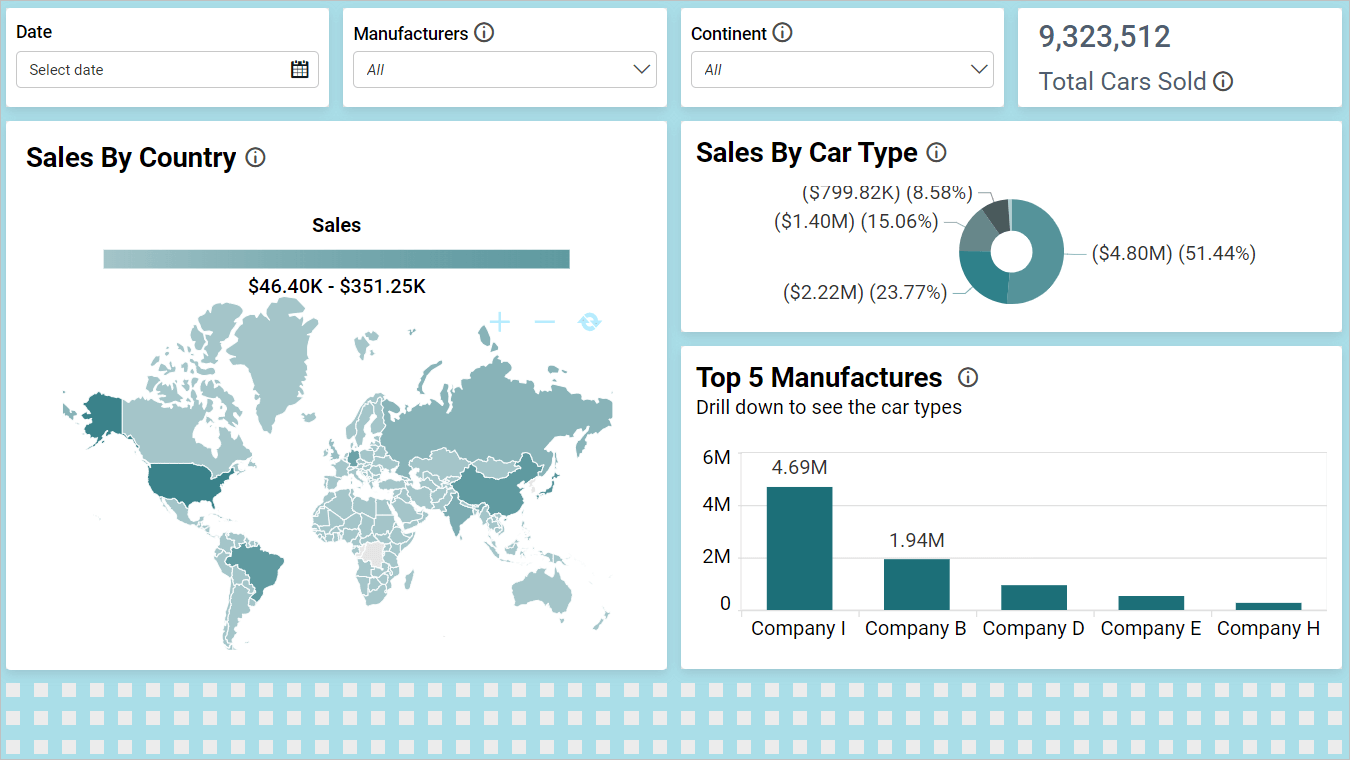 Date
Select date
Manufacturers
All
Continent
All
9,323,512
Total Cars Sold
Sales By Country
Sales
$46.40K - $351.25K
Sales By Car Type
($799.82K) (8.58%)
($1.40M) (15.06%)
($4.80M) (51.44%)
($2.22M) (23.77%)
Top 5 Manufactures
Drill down to see the car types
6M
4.69M
4M
1.94M
2M
0
Company I Company B Company D Company E Company H